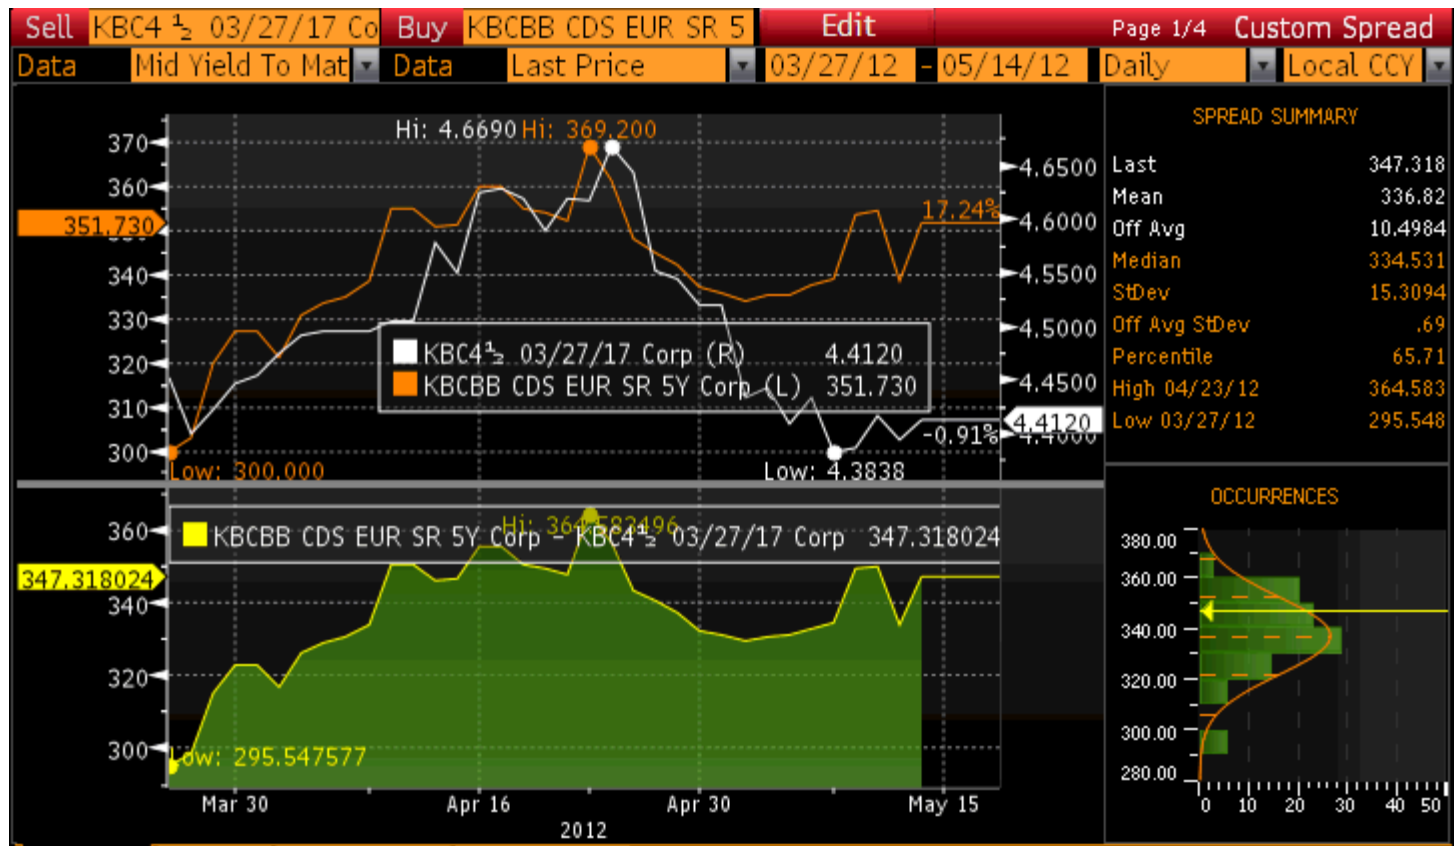 Sell KBC4 ½ 03/27/17 Co Buy KBCBB CDS EUR SR 5 Edit Page 1/4 Custom Spread
Data Mid Yield To Mat Data Last Price 03/27/12 - 05/14/12 Daily Local CCY
Hi: 4.6690 Hi: 369.200
370
360
351.730
340
330
320
310
300
4.6500
4.6000
4.5500
4.5000
4.4500
4.4120
4.4000
17.24%
-0.91%
KBC4½ 03/27/17 Corp (R) 4.4120
KBCBB CDS EUR SR 5Y Corp (L) 351.730
Low: 300.000
Low: 4.3838
SPREAD SUMMARY
Last 347.318
Mean 336.82
Off Avg 10.4984
Median 334.531
StDev 15.3094
Off Avg StDev .69
Percentile 65.71
High 04/23/12 364.583
Low 03/27/12 295.548
Hi: 364.583496
KBCBB CDS EUR SR 5Y Corp - KBC4½ 03/27/17 Corp 347.318024
360
347.318024
340
320
300
Low: 295.547577
Mar 30 Apr 16 Apr 30 May 15
2012
OCCURRENCES
380.00
360.00
340.00
320.00
300.00
280.00
0 10 20 30 40 50